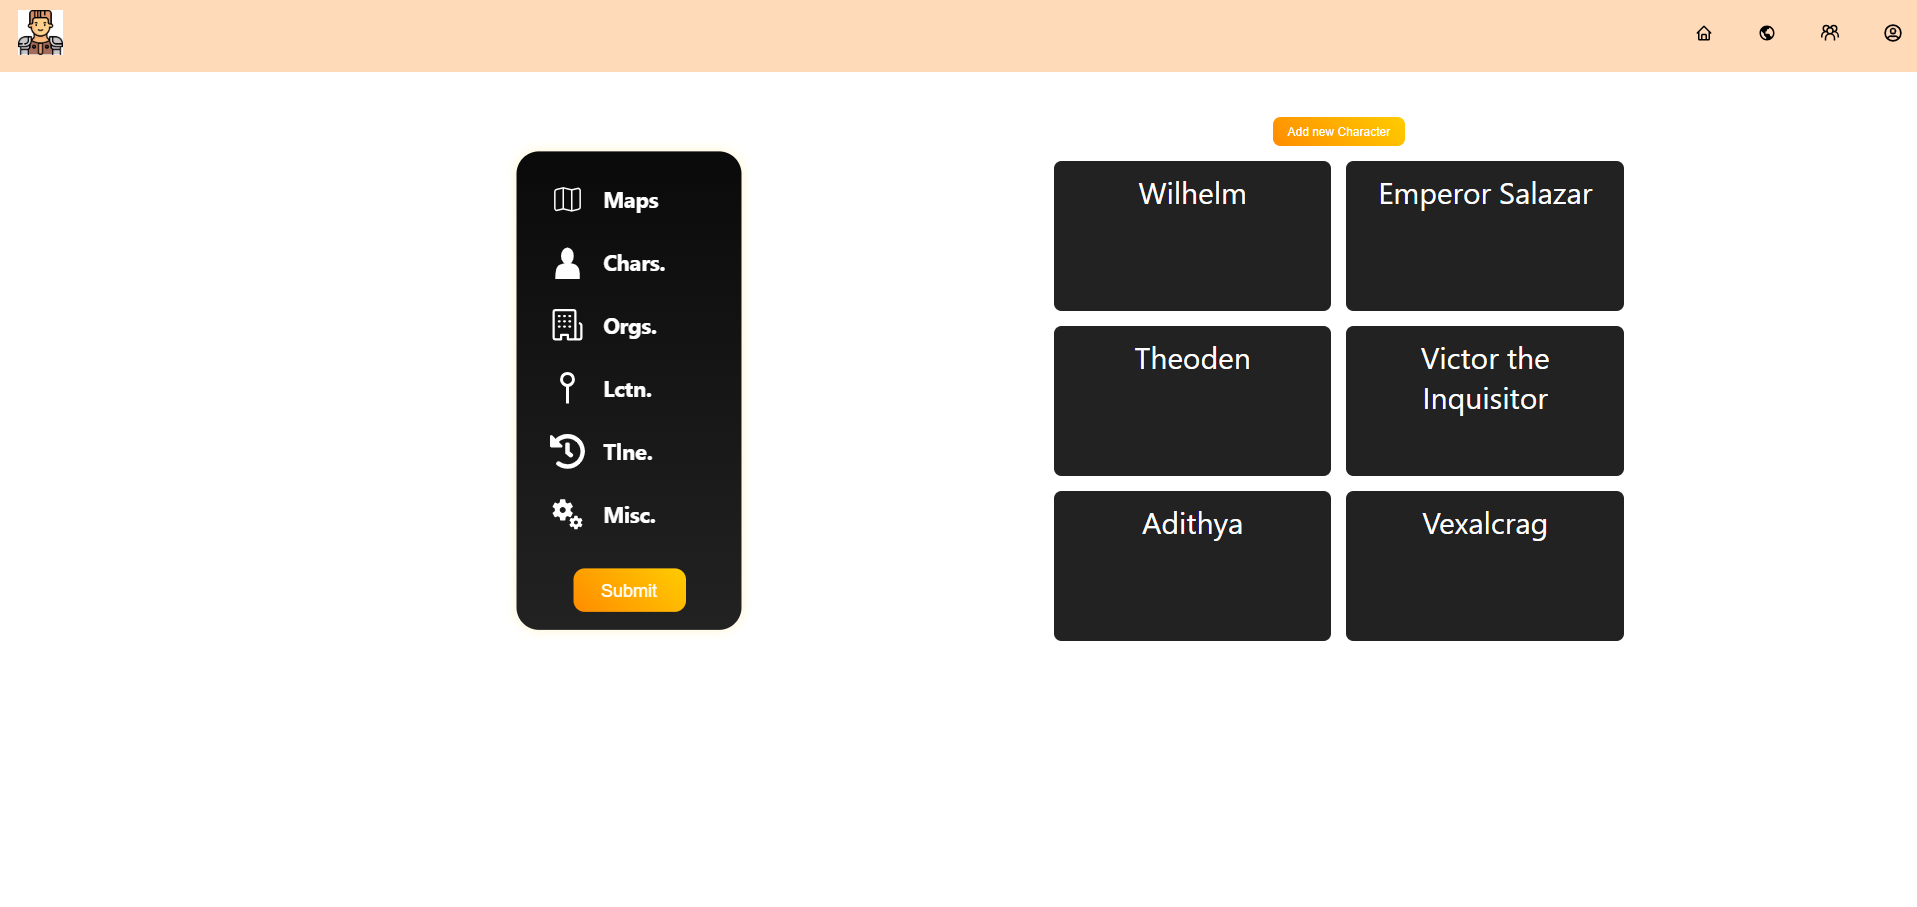 Maps
Chars.
Orgs.
Lctn.
Tlne.
Misc.
Submit
Add new Character
Wilhelm
Emperor Salazar
Theoden
Victor the
Inquisitor
Adithya
Vexalcrag